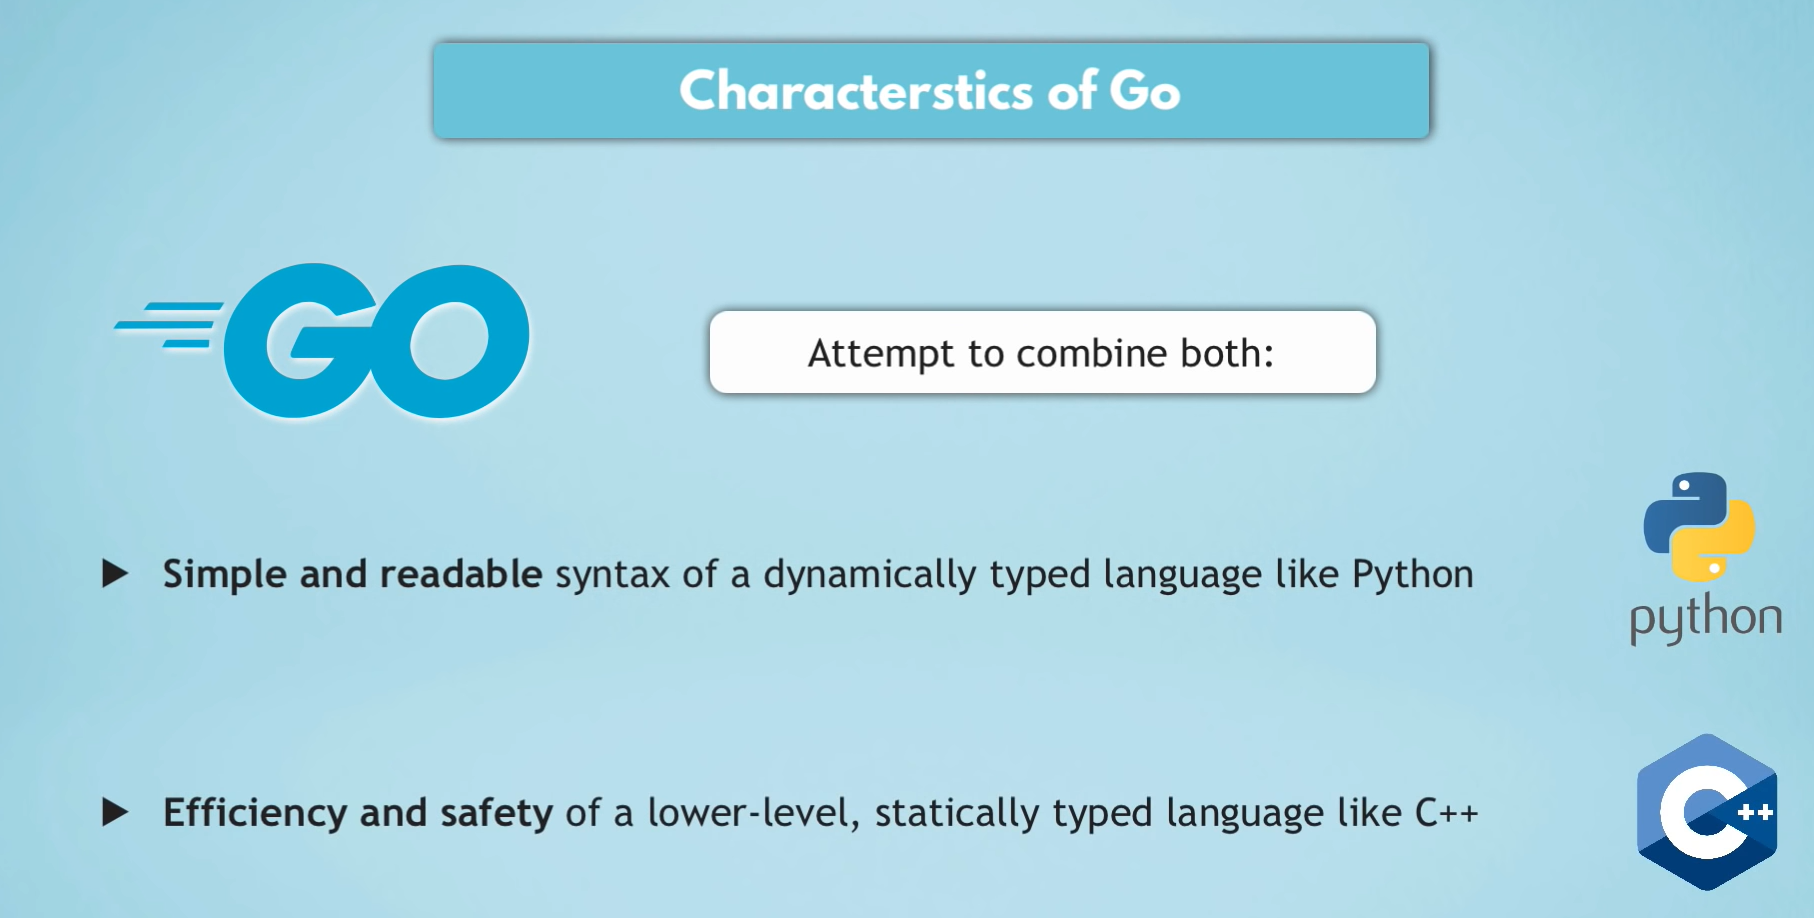 Characterstics of Go
GO
Attempt to combine both:
▶ Simple and readable syntax of a dynamically typed language like Python
python
▶ Efficiency and safety of a lower-level, statically typed language like C++
C++